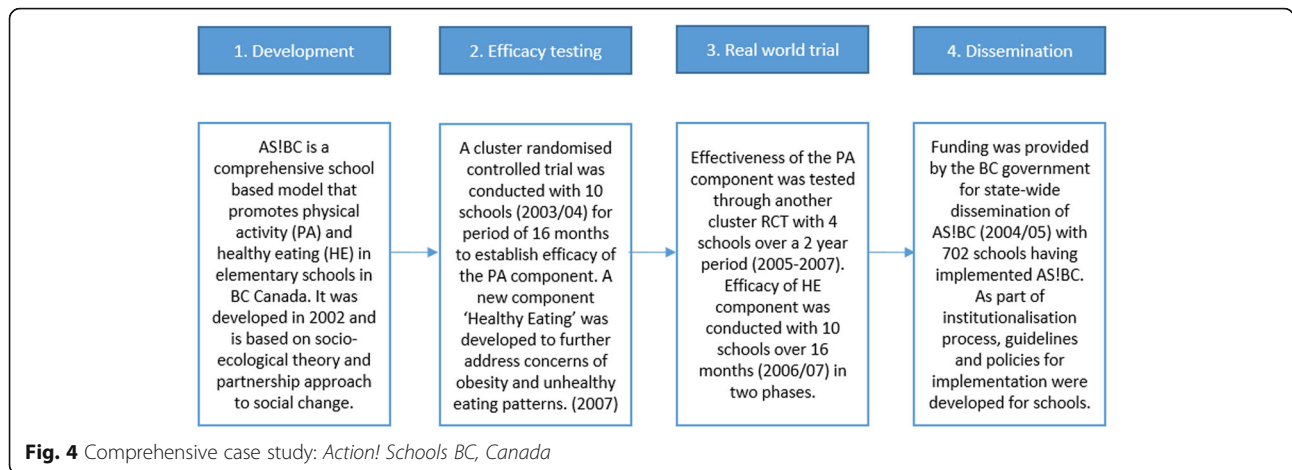 1. Development
2. Efficacy testing
3. Real world trial
4. Dissemination
AS!BC is a
comprehensive school
based model that
promotes physical
activity (PA) and
healthy eating (HE) in
elementary schools in
BC Canada. It was
developed in 2002 and
is based on socio-
ecological theory and
partnership approach
to social change.
A cluster randomised
controlled trial was
conducted with 10
schools (2003/04) for
period of 16 months
to establish efficacy of
the PA component. A
new component
‘Healthy Eating’ was
developed to further
address concerns of
obesity and unhealthy
eating patterns. (2007)
Effectiveness of the PA
component was tested
through another
cluster RCT with 4
schools over a 2 year
period (2005-2007).
Efficacy of HE
component was
conducted with 10
schools over 16
months (2006/07) in
two phases.
Funding was provided
by the BC government
for state-wide
dissemination of
AS!BC (2004/05) with
702 schools having
implemented AS!BC.
As part of
institutionalisation
process, guidelines
and policies for
implementation were
developed for schools.
Fig. 4 Comprehensive case study: Action! Schools BC, Canada